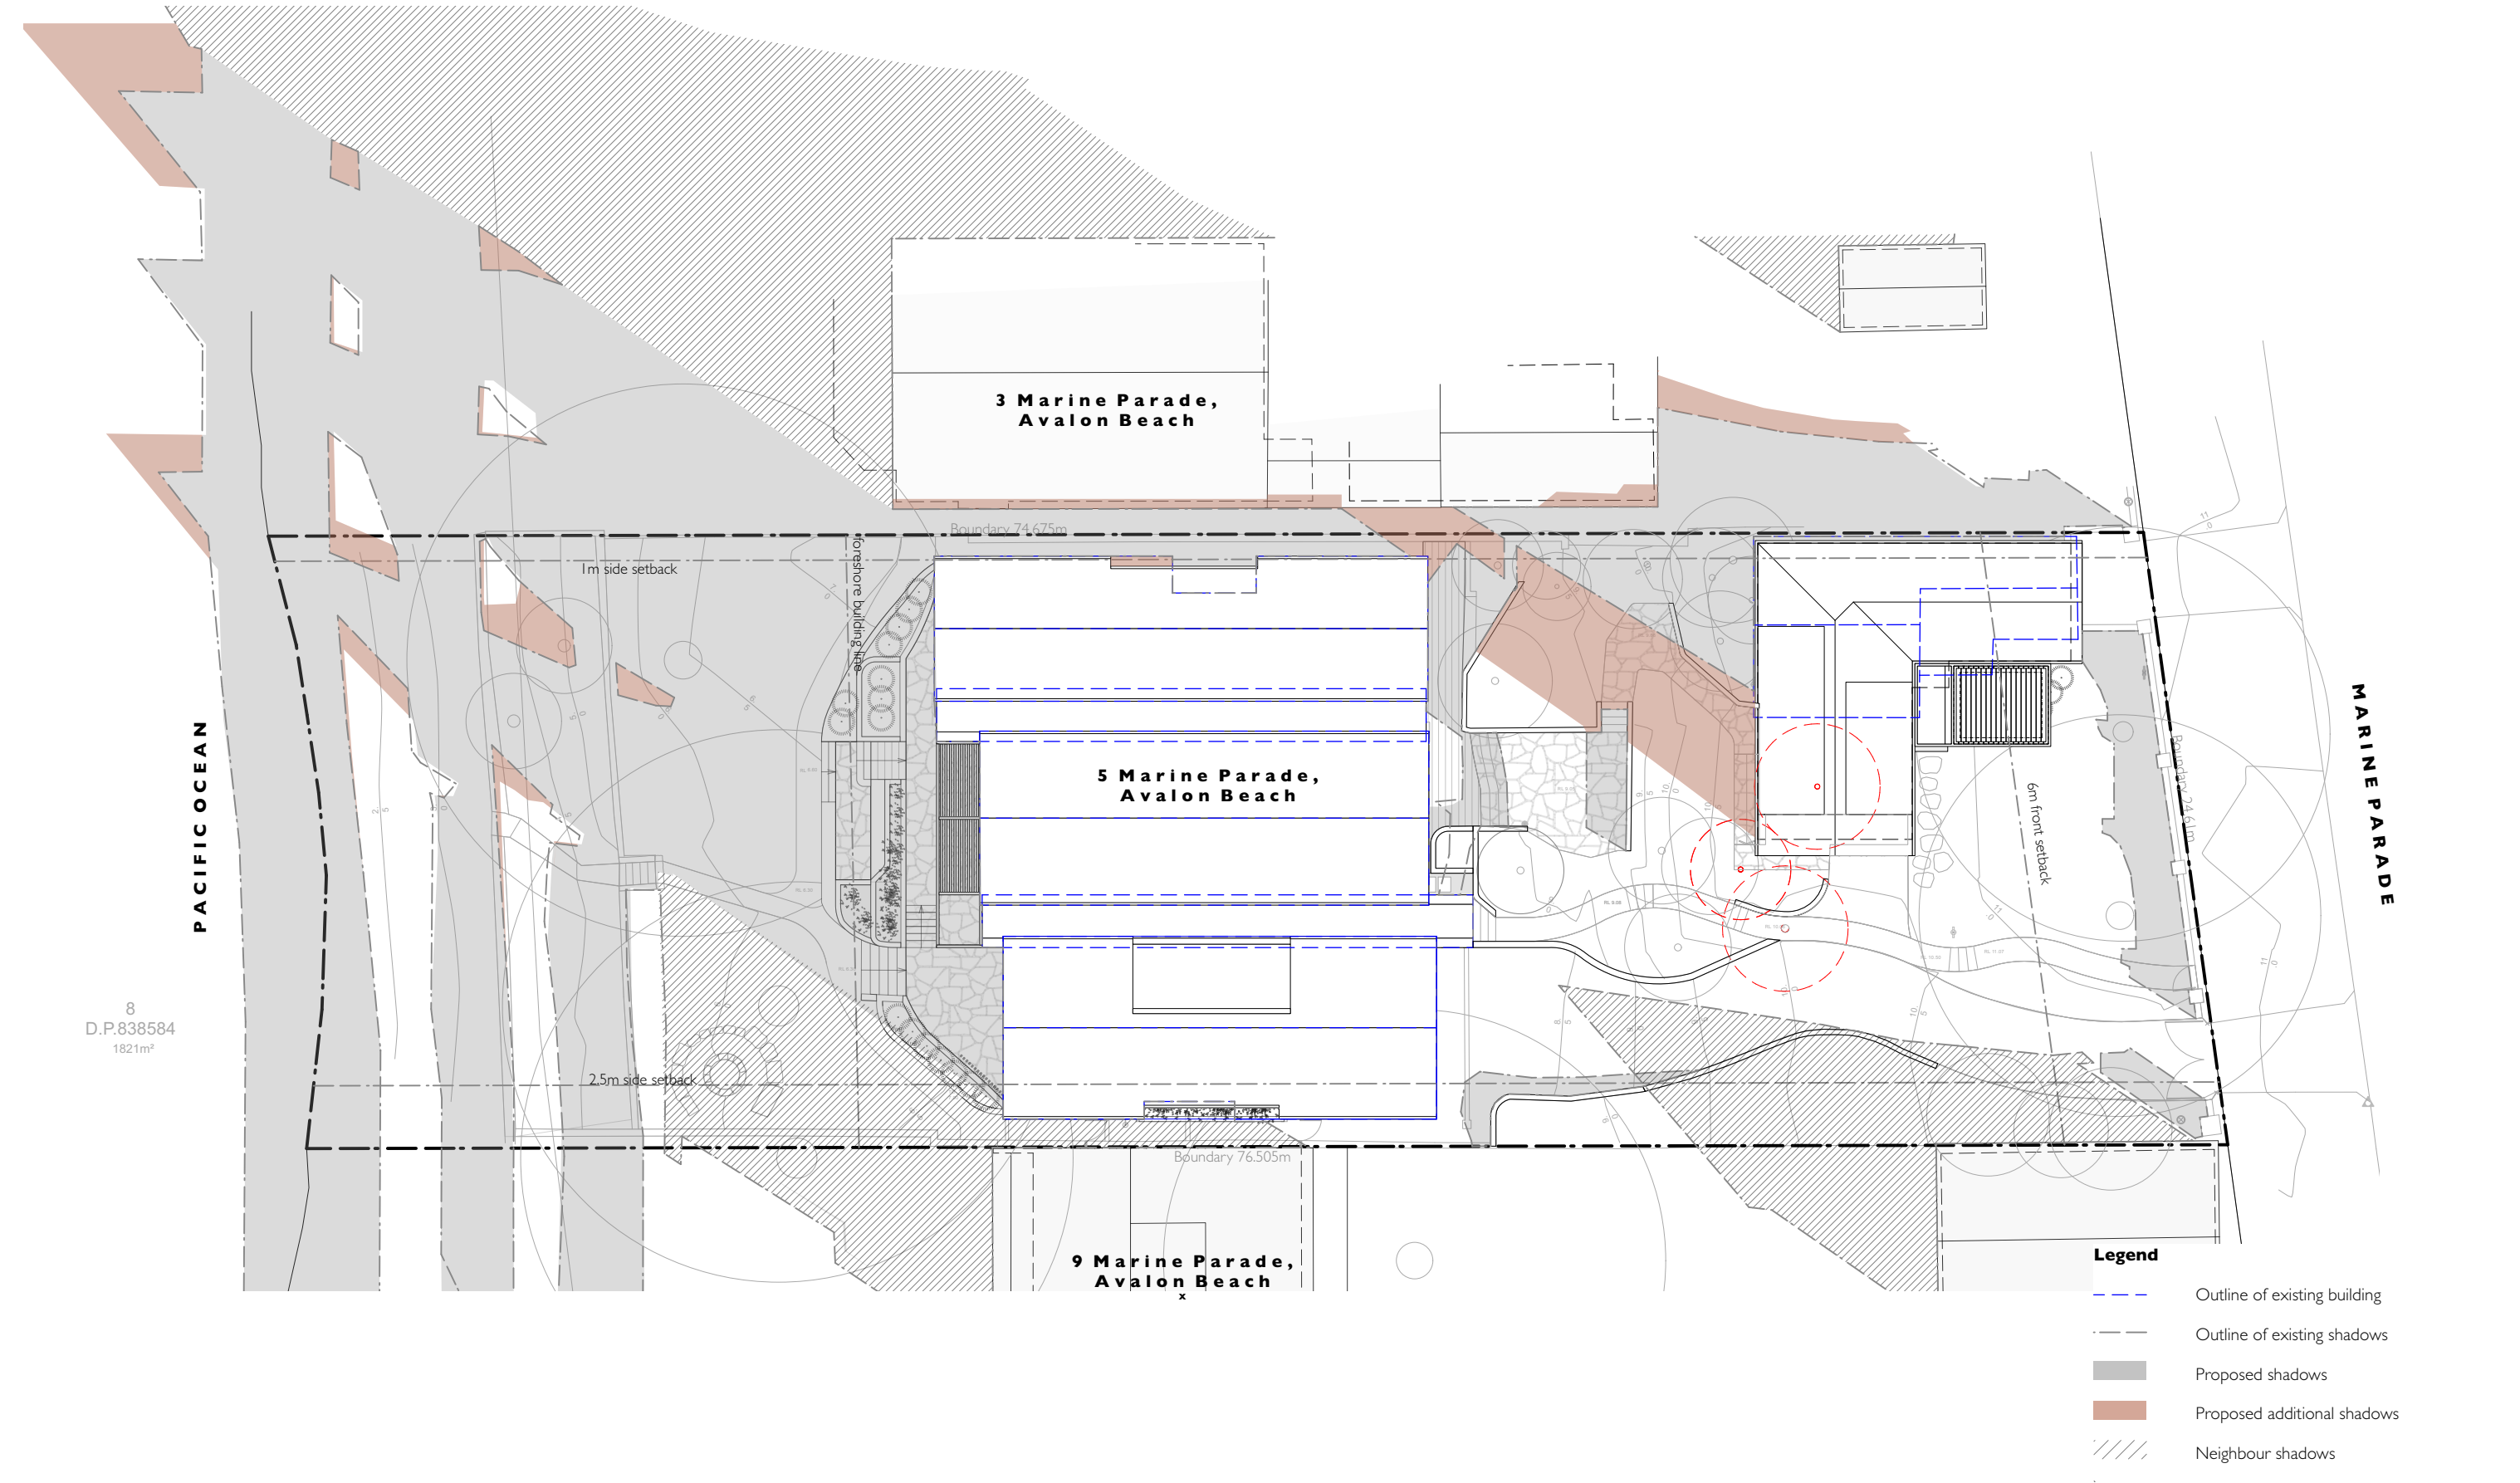 3 Marine Parade,
Avalon Beach
Boundary 74.675m
1m side setback
foreshore building line
5 Marine Parade,
Avalon Beach
PACIFIC OCEAN
MARINE PARADE
Boundary 24.61m
6m front setback
8
D.P.838584
1821m²
2.5m side setback
Boundary 76.505m
9 Marine Parade,
Avalon Beach
x
Legend
Outline of existing building
Outline of existing shadows
Proposed shadows
Proposed additional shadows
Neighbour shadows